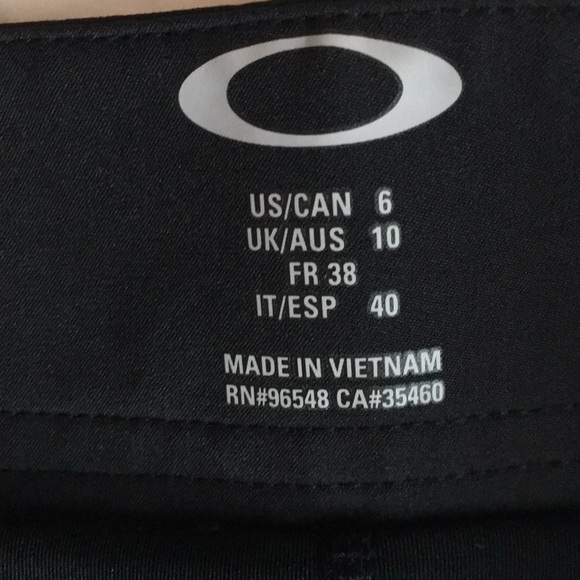 US/CAN 6
UK/AUS 10
FR 38
IT/ESP 40
MADE IN VIETNAM
RN#96548 CA#35460